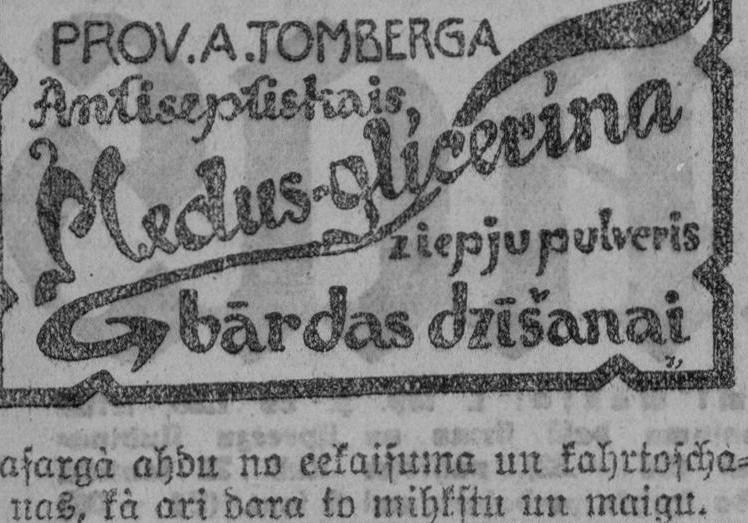 PROV. A. TOMBERGA
Antiseptiskais,
Medus-glicerina
ziepju pulveris
bārdas dzīšanai
aſargà ahdu no eekaiſuma un kahrtoſcha-
nas, kà ari dara to mihkſtu un maigu.